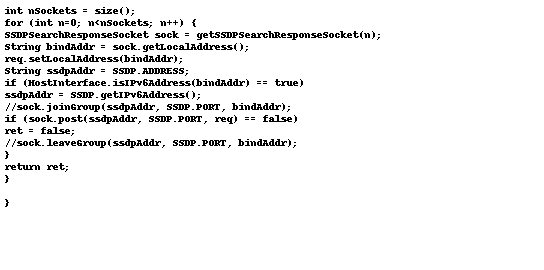 int nSockets = size();
for (int n=0; n<nSockets; n++) {
SSDPSearchResponseSocket sock = getSSDPSearchResponseSocket(n);
String bindAddr = sock.getLocalAddress();
req.setLocalAddress(bindAddr);
String ssdpAddr = SSDP.ADDRESS;
if (HostInterface.isIPv6Address(bindAddr) == true)
ssdpAddr = SSDP.getIPv6Address();
//sock.joinGroup(ssdpAddr, SSDP.PORT, bindAddr);
if (sock.post(ssdpAddr, SSDP.PORT, req) == false)
ret = false;
//sock.leaveGroup(ssdpAddr, SSDP.PORT, bindAddr);
}
return ret;
}
}